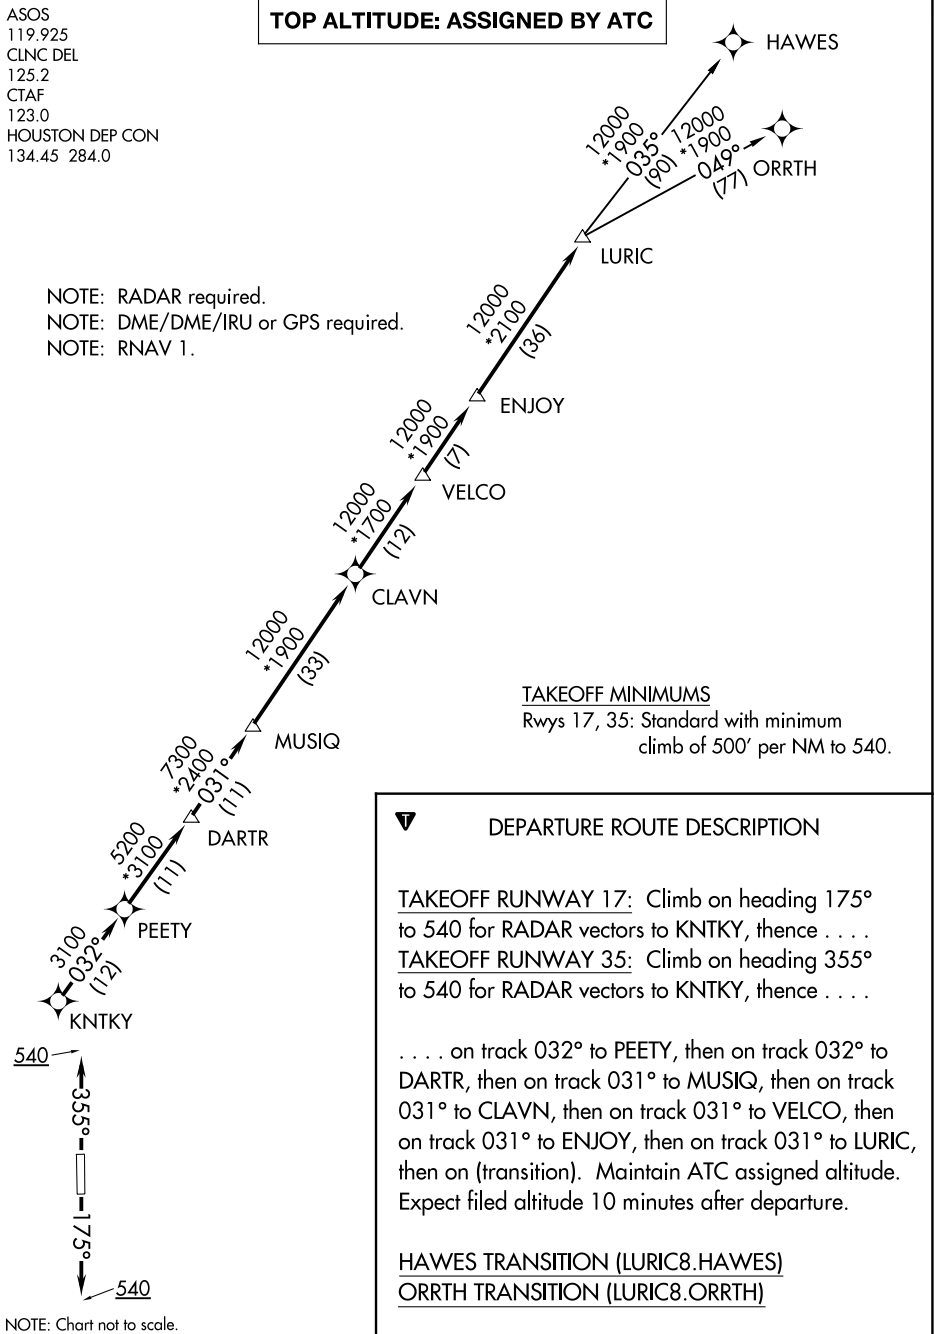 ASOS
119.925
CLNC DEL
125.2
CTAF
123.0
HOUSTON DEP CON
134.45 284.0
TOP ALTITUDE: ASSIGNED BY ATC
HAWES
12000
*1900
035°
(90)
12000
*1900
049°
(77)
ORRTH
LURIC
NOTE: RADAR required.
NOTE: DME/DME/IRU or GPS required.
NOTE: RNAV 1.
12000
*2100
(36)
ENJOY
12000
*1900
(7)
VELCO
12000
*1700
(12)
CLAVN
12000
*1900
(33)
MUSIQ
7300
*2400
031°
(11)
DARTR
5200
*3100
(11)
PEETY
3100
032°
(12)
KNTKY
540
355°
175°
540
NOTE: Chart not to scale.
TAKEOFF MINIMUMS
Rwys 17, 35: Standard with minimum
climb of 500' per NM to 540.
T
DEPARTURE ROUTE DESCRIPTION
TAKEOFF RUNWAY 17: Climb on heading 175°
to 540 for RADAR vectors to KNTKY, thence . . . .
TAKEOFF RUNWAY 35: Climb on heading 355°
to 540 for RADAR vectors to KNTKY, thence . . . .
. . . . on track 032° to PEETY, then on track 032° to
DARTR, then on track 031° to MUSIQ, then on track
031° to CLAVN, then on track 031° to VELCO, then
on track 031° to ENJOY, then on track 031° to LURIC,
then on (transition). Maintain ATC assigned altitude.
Expect filed altitude 10 minutes after departure.
HAWES TRANSITION (LURIC8.HAWES)
ORRTH TRANSITION (LURIC8.ORRTH)